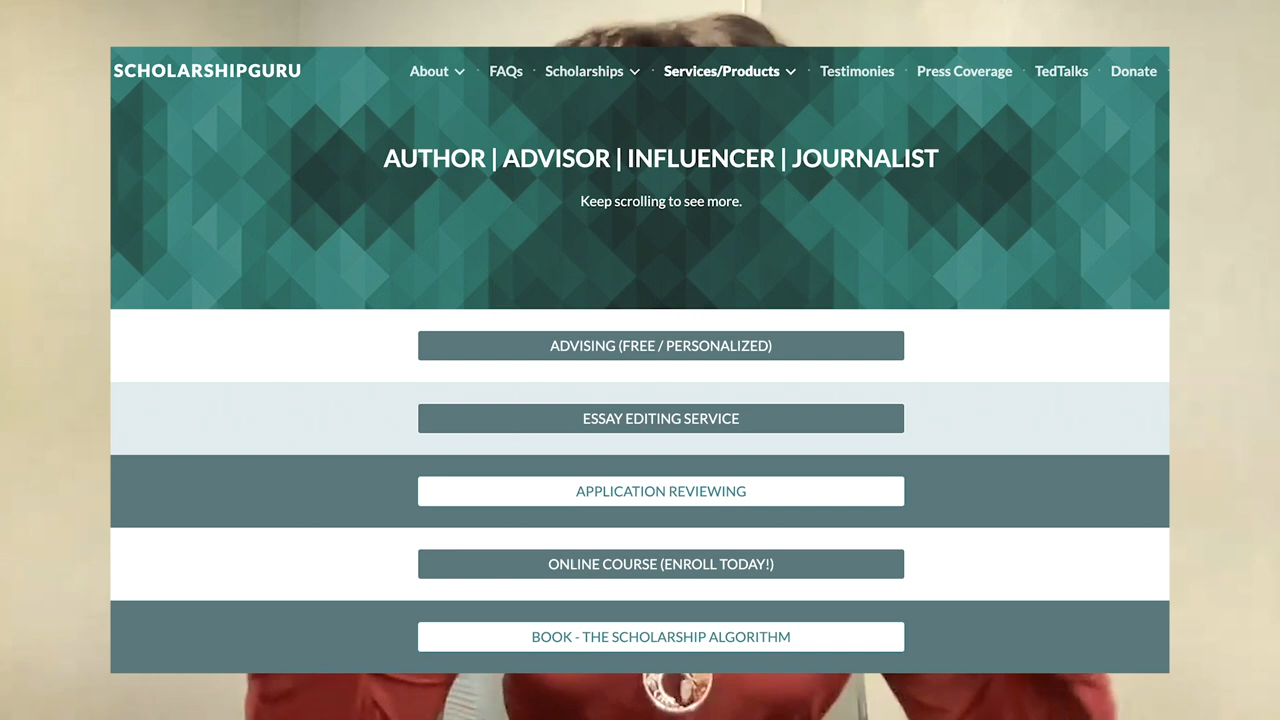 SCHOLARSHIPGURU
About · FAQs · Scholarships · Services/Products · Testimonies · Press Coverage · TedTalks · Donate
AUTHOR | ADVISOR | INFLUENCER | JOURNALIST
Keep scrolling to see more.
ADVISING (FREE / PERSONALIZED)
ESSAY EDITING SERVICE
APPLICATION REVIEWING
ONLINE COURSE (ENROLL TODAY!)
BOOK - THE SCHOLARSHIP ALGORITHM